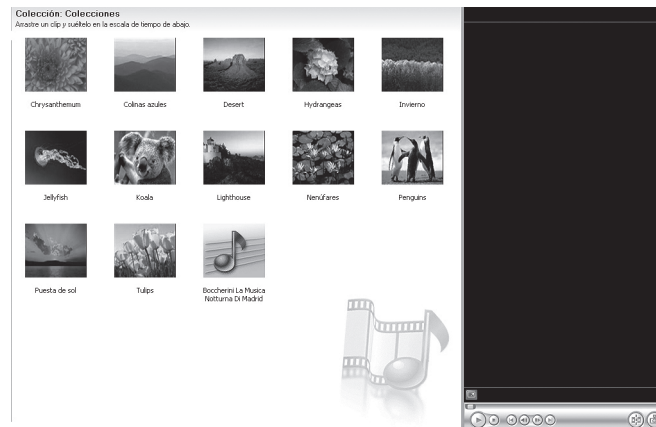 Colección: Colecciones
Arrastre un clip y suéltelo en la escala de tiempo de abajo.
Chrysanthemum
Colinas azules
Desert
Hydrangeas
Invierno
Jellyfish
Koala
Lighthouse
Nenúfares
Penguins
Puesta de sol
Tulips
Boccherini La Musica
Notturna Di Madrid